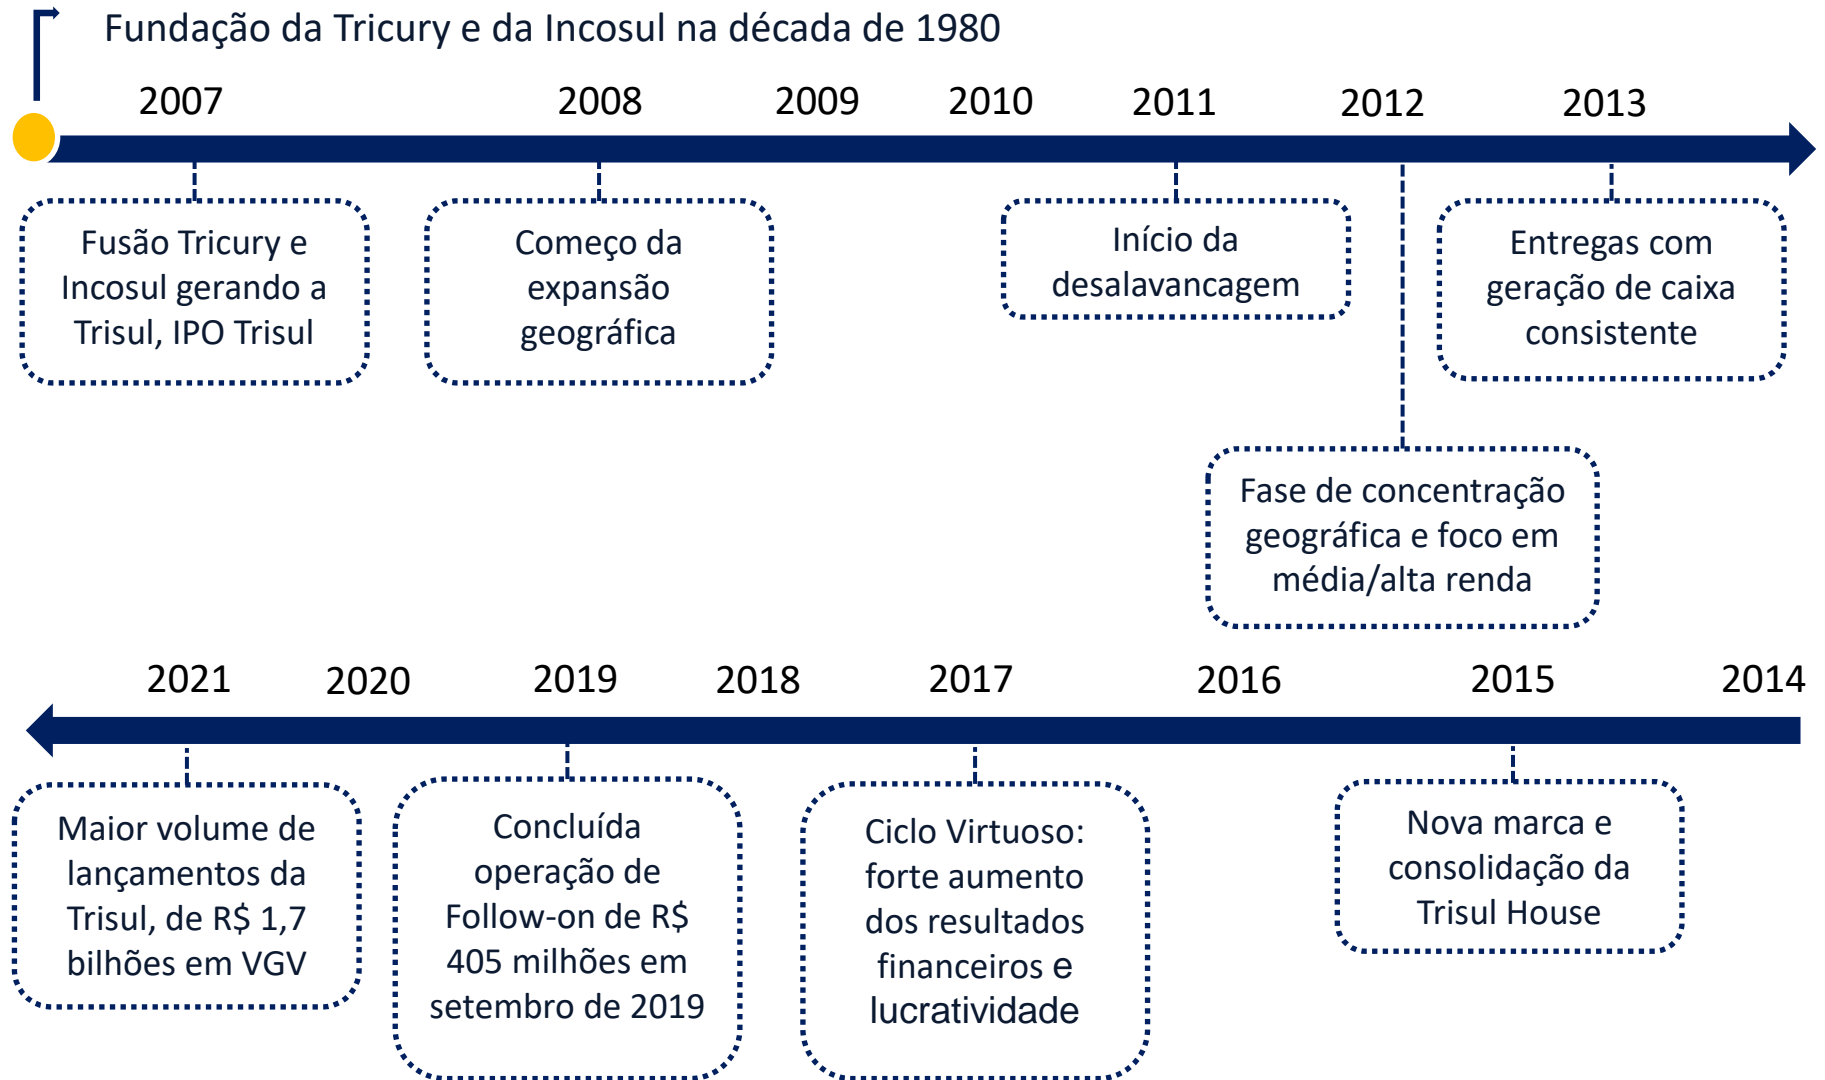 Fundação da Tricury e da Incosul na década de 1980
2007 2008 2009 2010 2011 2012 2013
Fusão Tricury e
Incosul gerando a
Trisul, IPO Trisul
Começo da
expansão
geográfica
Início da
desalavancagem
Entregas com
geração de caixa
consistente
Fase de concentração
geográfica e foco em
média/alta renda
2021 2020 2019 2018 2017 2016 2015 2014
Maior volume de
lançamentos da
Trisul, de R$ 1,7
bilhões em VGV
Concluída
operação de
Follow-on de R$
405 milhões em
setembro de 2019
Ciclo Virtuoso:
forte aumento
dos resultados
financeiros e
lucratividade
Nova marca e
consolidação da
Trisul House